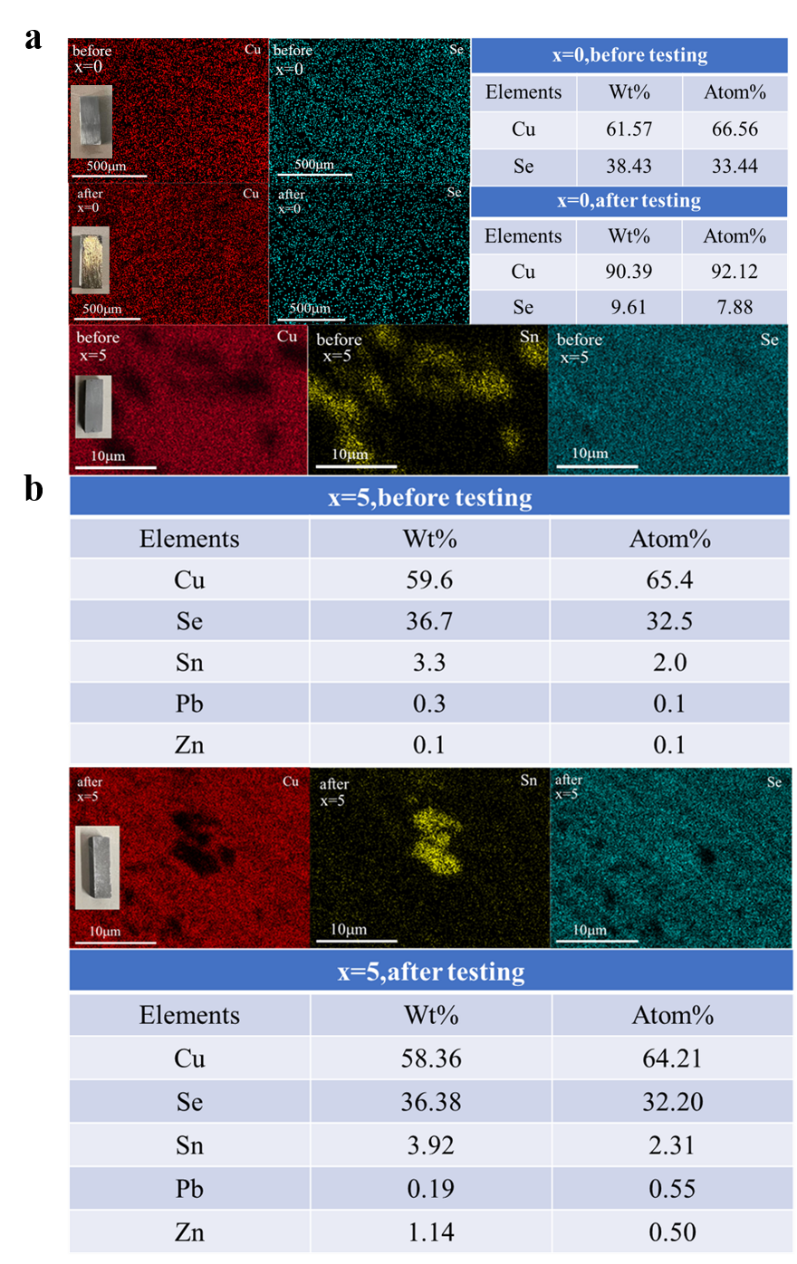 a
before Cu
x=0
500μm
before Se
x=0
500μm
x=0,before testing
Elements Wt% Atom%
Cu 61.57 66.56
Se 38.43 33.44
after Cu
x=0
500μm
after Se
x=0
500μm
x=0,after testing
Elements Wt% Atom%
Cu 90.39 92.12
Se 9.61 7.88
before Cu
x=5
10μm
before Sn
x=5
10μm
before Se
x=5
10μm
b
x=5,before testing
Elements Wt% Atom%
Cu 59.6 65.4
Se 36.7 32.5
Sn 3.3 2.0
Pb 0.3 0.1
Zn 0.1 0.1
after Cu
x=5
10μm
after Sn
x=5
10μm
after Se
x=5
10μm
x=5,after testing
Elements Wt% Atom%
Cu 58.36 64.21
Se 36.38 32.20
Sn 3.92 2.31
Pb 0.19 0.55
Zn 1.14 0.50